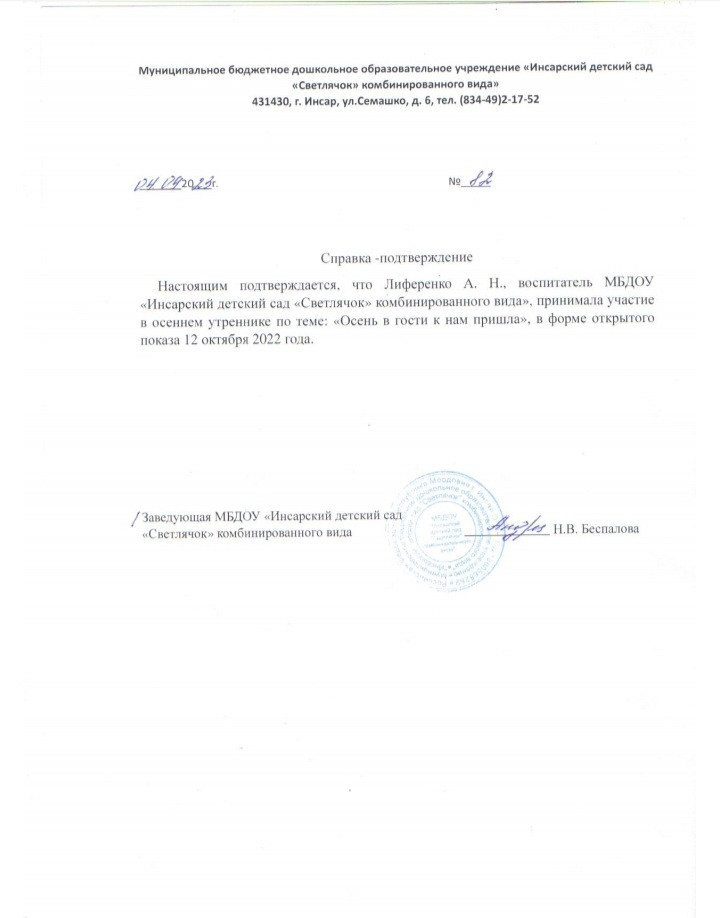 Муниципальное бюджетное дошкольное образовательное учреждение «Инсарский детский сад
«Светлячок» комбинированного вида»
431430, г. Инсар, ул.Семашко, д. 6, тел. (834-49)2-17-52
04 09 2023г. № 82
Справка -подтверждение
Настоящим подтверждается, что Лиференко А. Н., воспитатель МБДОУ
«Инсарский детский сад «Светлячок» комбинированного вида», принимала участие
в осеннем утреннике по теме: «Осень в гости к нам пришла», в форме открытого
показа 12 октября 2022 года.
Заведующая МБДОУ «Инсарский детский сад
«Светлячок» комбинированного вида» Н.В. Беспалова
МБДОУ